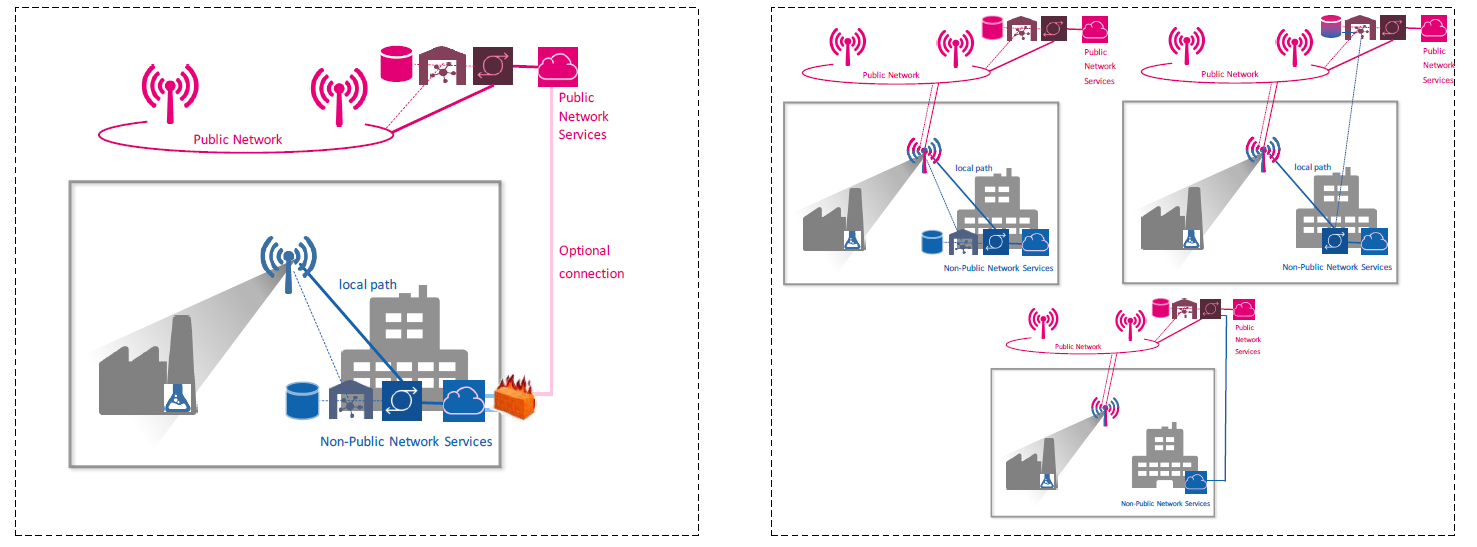 Public Network
Public
Network
Services
Optional
connection
local path
Non-Public Network Services
Public Network
Public
Network
Services
local path
Non-Public Network Services
Public Network
Public
Network
Services
local path
Non-Public Network Services
Public Network
Public
Network
Services
Non-Public Network Services